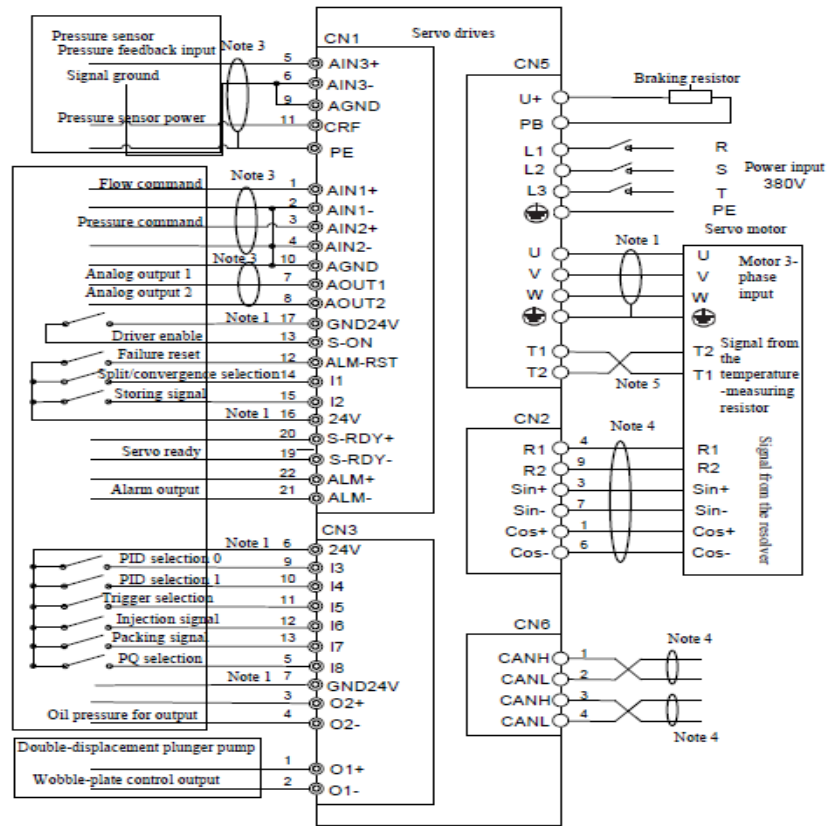 Servo drives
Pressure sensor
Pressure feedback input
Note 3
Signal ground
Pressure sensor power
CN1
5 AIN3+
6 AIN3-
9 AGND
11 CRF
PE
Flow command
Note 3
1 AIN1+
2 AIN1-
Pressure command
3 AIN2+
4 AIN2-
Note 3
10 AGND
Analog output 1
7 AOUT1
Analog output 2
8 AOUT2
Note 1
17 GND24V
Driver enable
13 S-ON
Failure reset
12 ALM-RST
Split/convergence selection
14 I1
Storing signal
15 I2
Note 1
16 24V
20 S-RDY+
Servo ready
19 S-RDY-
22 ALM+
Alarm output
21 ALM-
CN3
Note 1
6 24V
PID selection 0
9 I3
PID selection 1
10 I4
Trigger selection
11 I5
Injection signal
12 I6
Packing signal
13 I7
PQ selection
5 I8
Note 1
7 GND24V
3 O2+
Oil pressure for output
4 O2-
Double-displacement plunger pump
1 O1+
Wobble-plate control output
2 O1-
CN5
Braking resistor
U+
PB
L1 R
L2 S
L3 T
PE
Power input
380V
Servo motor
Note 1
U U
V V
W W
Motor 3-
phase
input
T1 T2
T2 T1
Note 5
Signal from
the
temperature
-measuring
resistor
CN2
Note 4
R1 4 R1
R2 9 R2
Sin+ 3 Sin+
Sin- 7 Sin-
Cos+ 1 Cos+
Cos- 6 Cos-
Signal from the resolver
CN6
CANH 1
CANL 2
Note 4
CANH 3
CANL 4
Note 4